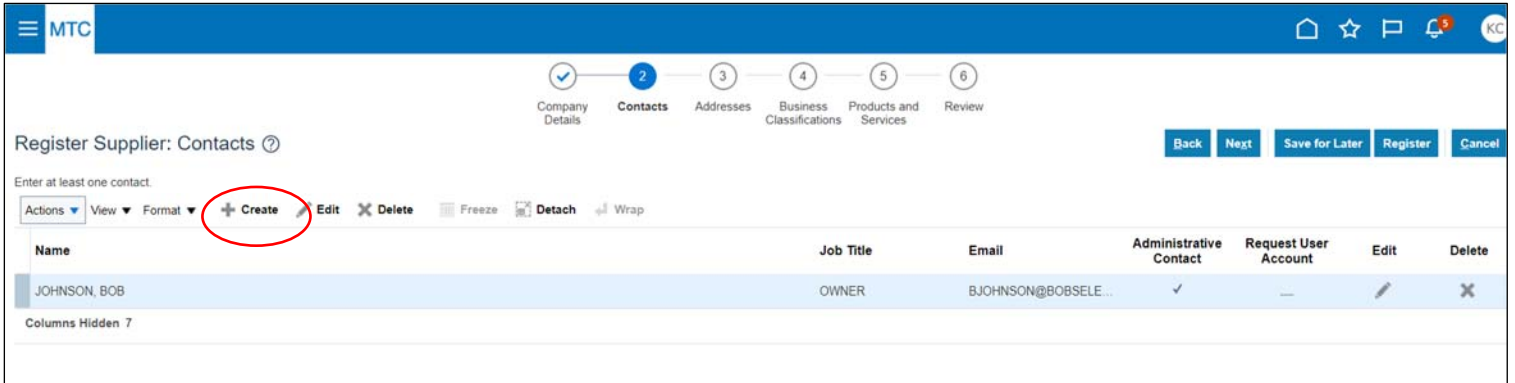 MTC
5
KC
2 3 4 5 6
Company Details Contacts Addresses Business Classifications Products and Services Review
Register Supplier: Contacts ?
Back Next Save for Later Register Cancel
Enter at least one contact.
Actions View Format Create Edit Delete Freeze Detach Wrap
Name Job Title Email Administrative Contact Request User Account Edit Delete
JOHNSON, BOB OWNER BJOHNSON@BOBSELE...
Columns Hidden 7